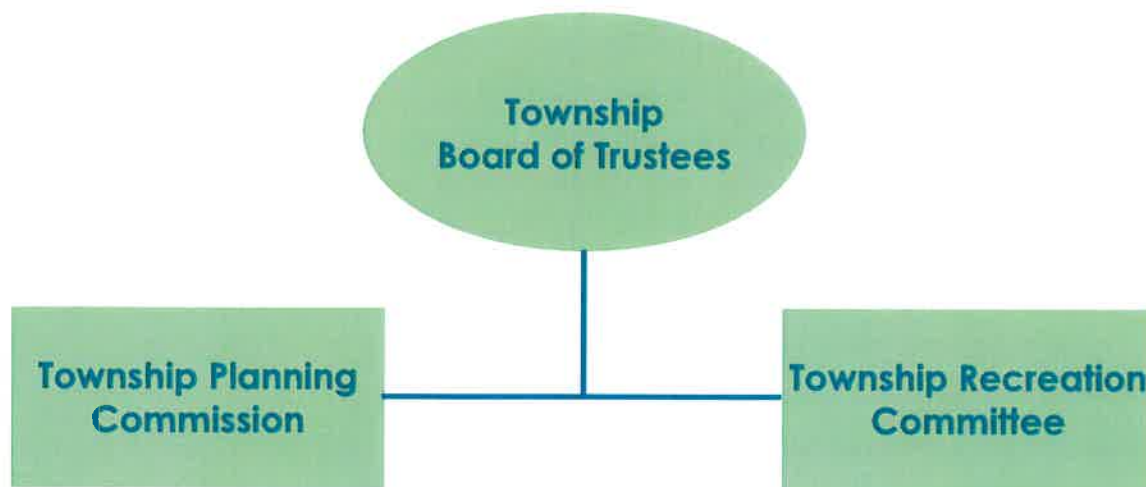 Township
Board of Trustees
Township Planning
Commission
Township Recreation
Committee